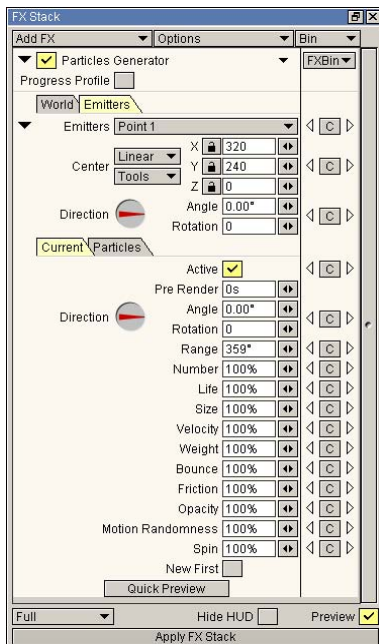 FX Stack
Add FX Options Bin
Particles Generator FXBin
Progress Profile
World Emitters
Emitters Point 1 C
X 320
Center Linear Y 240 C
Tools Z 0
Direction Angle 0.00° C
Rotation 0
Current Particles
Active C
Pre Render 0s
Direction Angle 0.00° C
Rotation 0
Range 359° C
Number 100% C
Life 100% C
Size 100% C
Velocity 100% C
Weight 100% C
Bounce 100% C
Friction 100% C
Opacity 100% C
Motion Randomness 100% C
Spin 100% C
New First
Quick Preview
Full Hide HUD Preview
Apply FX Stack